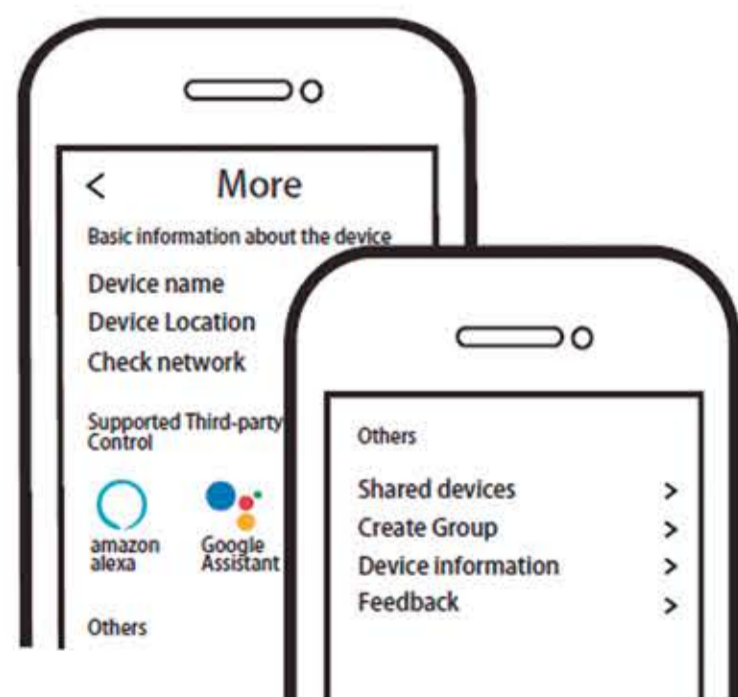 <
More
Basic information about the device
Device name
Device Location
Check network
Supported Third-party
Control
amazon
alexa
Google
Assistant
Others
Others
Shared devices >
Create Group >
Device information >
Feedback >